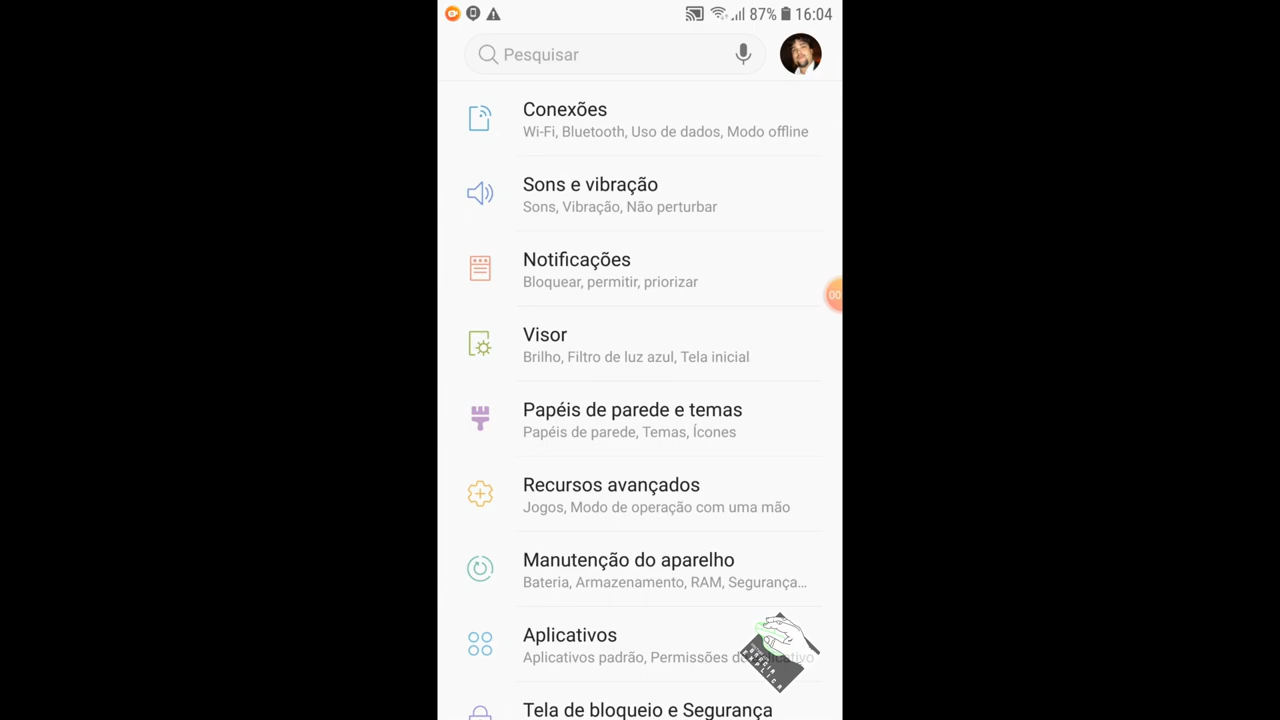 87% 16:04
Pesquisar
Conexões
Wi-Fi, Bluetooth, Uso de dados, Modo offline
Sons e vibração
Sons, Vibração, Não perturbar
Notificações
Bloquear, permitir, priorizar
00:
Visor
Brilho, Filtro de luz azul, Tela inicial
Papéis de parede e temas
Papéis de parede, Temas, Ícones
Recursos avançados
Jogos, Modo de operação com uma mão
Manutenção do aparelho
Bateria, Armazenamento, RAM, Segurança...
Aplicativos
Aplicativos padrão, Permissões
EXPLICA
Tela de bloqueio e Segurança